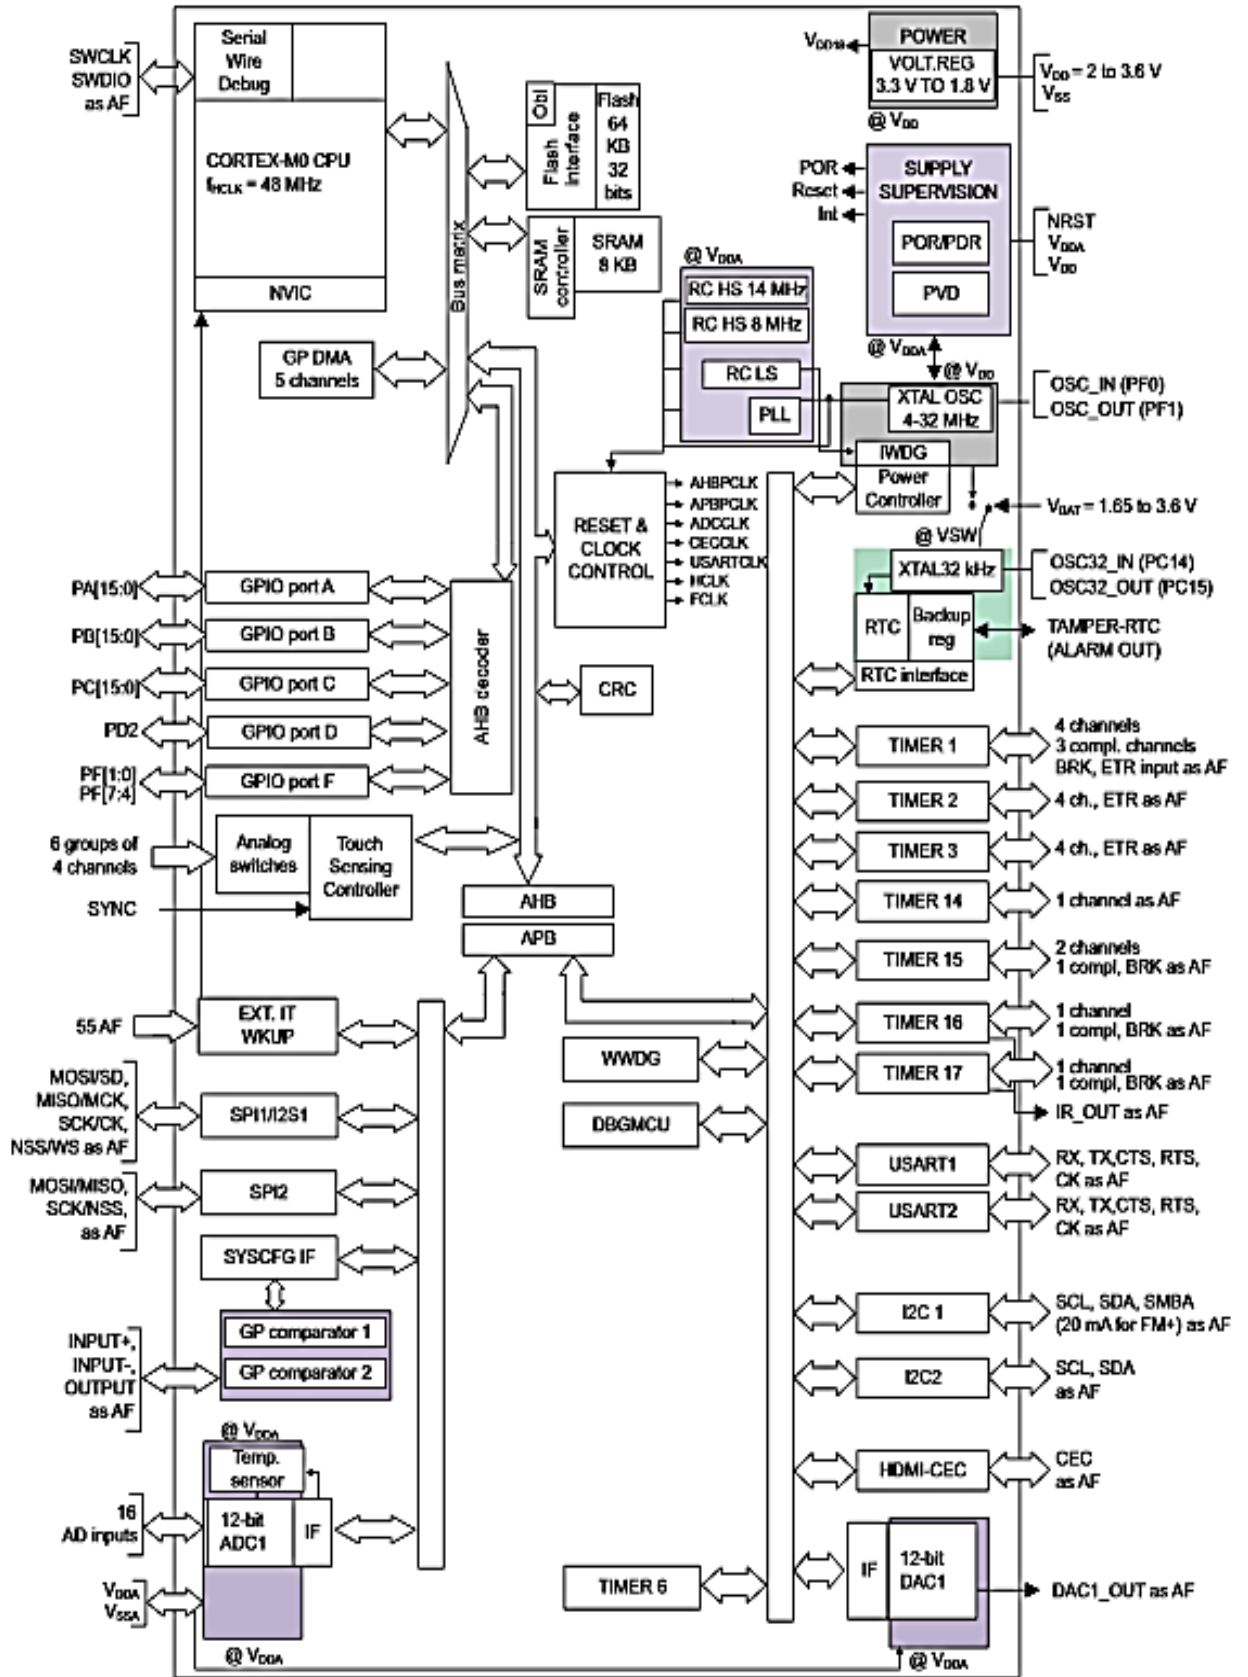 SWCLK
SWDIO
as AF
Serial
Wire
Debug
CORTEX-M0 CPU
fHCLK = 48 MHz
NVIC
Bus matrix
Obl
Flash
interface
Flash
64
KB
32
bits
SRAM
controller
SRAM
8 KB
GP DMA
5 channels
VDD18
POWER
VOLT.REG
3.3 V TO 1.8 V
@ VDD
VDD = 2 to 3.6 V
VSS
POR
Reset
Int
SUPPLY
SUPERVISION
POR/PDR
PVD
@ VDDA
NRST
VDDA
VDD
@ VDDA
RC HS 14 MHz
RC HS 8 MHz
RC LS
PLL
@ VDD
XTAL OSC
4-32 MHz
OSC_IN (PF0)
OSC_OUT (PF1)
IWDG
Power
Controller
VBAT = 1.65 to 3.6 V
@ VSW
RESET &
CLOCK
CONTROL
AHBPCLK
APBPCLK
ADCCLK
CECCLK
USARTCLK
HCLK
FCLK
XTAL32 kHz
OSC32_IN (PC14)
OSC32_OUT (PC15)
RTC
Backup
reg
RTC interface
TAMPER-RTC
(ALARM OUT)
PA[15:0]
GPIO port A
PB[15:0]
GPIO port B
PC[15:0]
GPIO port C
PD2
GPIO port D
PF[1:0]
PF[7:4]
GPIO port F
AHB decoder
CRC
6 groups of
4 channels
Analog
switches
Touch
Sensing
Controller
SYNC
AHB
APB
TIMER 1
4 channels
3 compl. channels
BRK, ETR input as AF
TIMER 2
4 ch., ETR as AF
TIMER 3
4 ch., ETR as AF
TIMER 14
1 channel as AF
TIMER 15
2 channels
1 compl, BRK as AF
TIMER 16
1 channel
1 compl, BRK as AF
TIMER 17
1 channel
1 compl, BRK as AF
IR_OUT as AF
55 AF
EXT. IT
WKUP
WWDG
DBGMCU
MOSI/SD,
MISO/MCK,
SCK/CK,
NSS/WS as AF
SPI1/I2S1
MOSI/MISO,
SCK/NSS,
as AF
SPI2
SYSCFG IF
USART1
RX, TX,CTS, RTS,
CK as AF
USART2
RX, TX,CTS, RTS,
CK as AF
INPUT+,
INPUT-,
OUTPUT
as AF
GP comparator 1
GP comparator 2
I2C 1
SCL, SDA, SMBA
(20 mA for FM+) as AF
I2C2
SCL, SDA
as AF
@ VDDA
Temp.
sensor
16
AD inputs
12-bit
ADC1
IF
VDDA
VSSA
@ VDDA
HDMI-CEC
CEC
as AF
TIMER 6
IF
12-bit
DAC1
DAC1_OUT as AF
@ VDDA